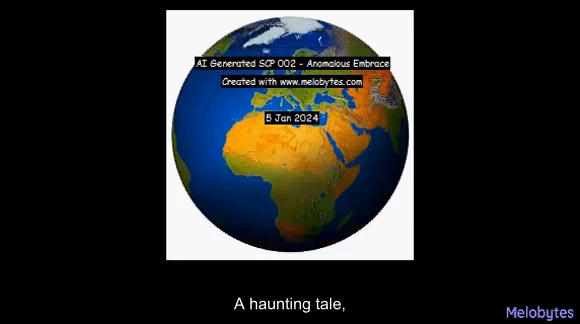 AI Generated SCP 002 - Anomalous Embrace
Created with www.melobytes.com
5 Jan 2024
A haunting tale,
Melobytes